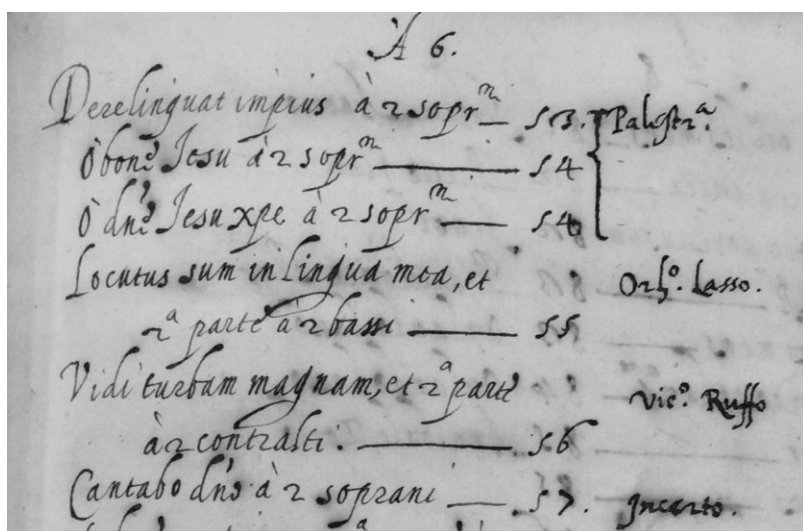 À 6.
Derelinquat impius à 2 sopr.ni 53. Palestr.a
Ò bone Jesu à 2 sopr.ni 54
Ò dne Jesu xpe à 2 sopr.ni 54
Locutus sum in lingua mea, et Orl.o Lasso.
2.a parte à 2 bassi 55
Vidi turbam magnam, et 2.a parte Vic.o Ruffo
à 2 contralti. 56
Cantabo dno à 2 soprani 57. Incerto.